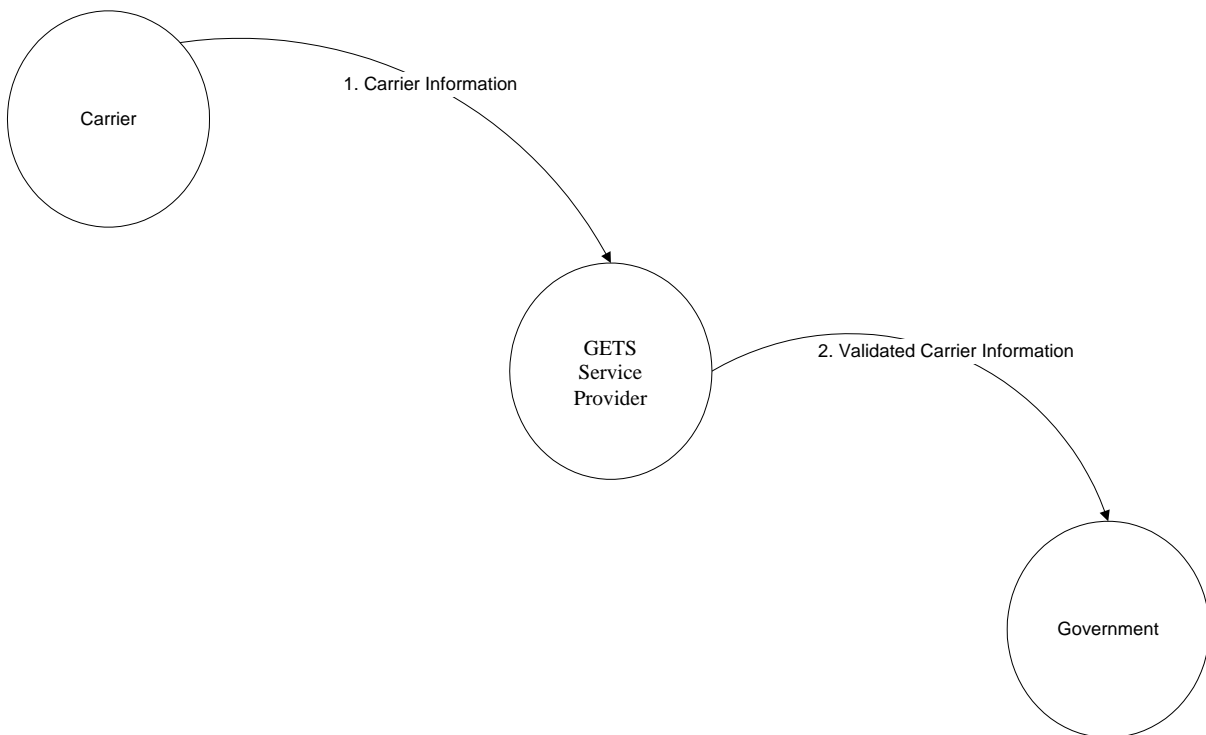 1. Carrier Information
Carrier
GETS
Service
Provider
2. Validated Carrier Information
Government